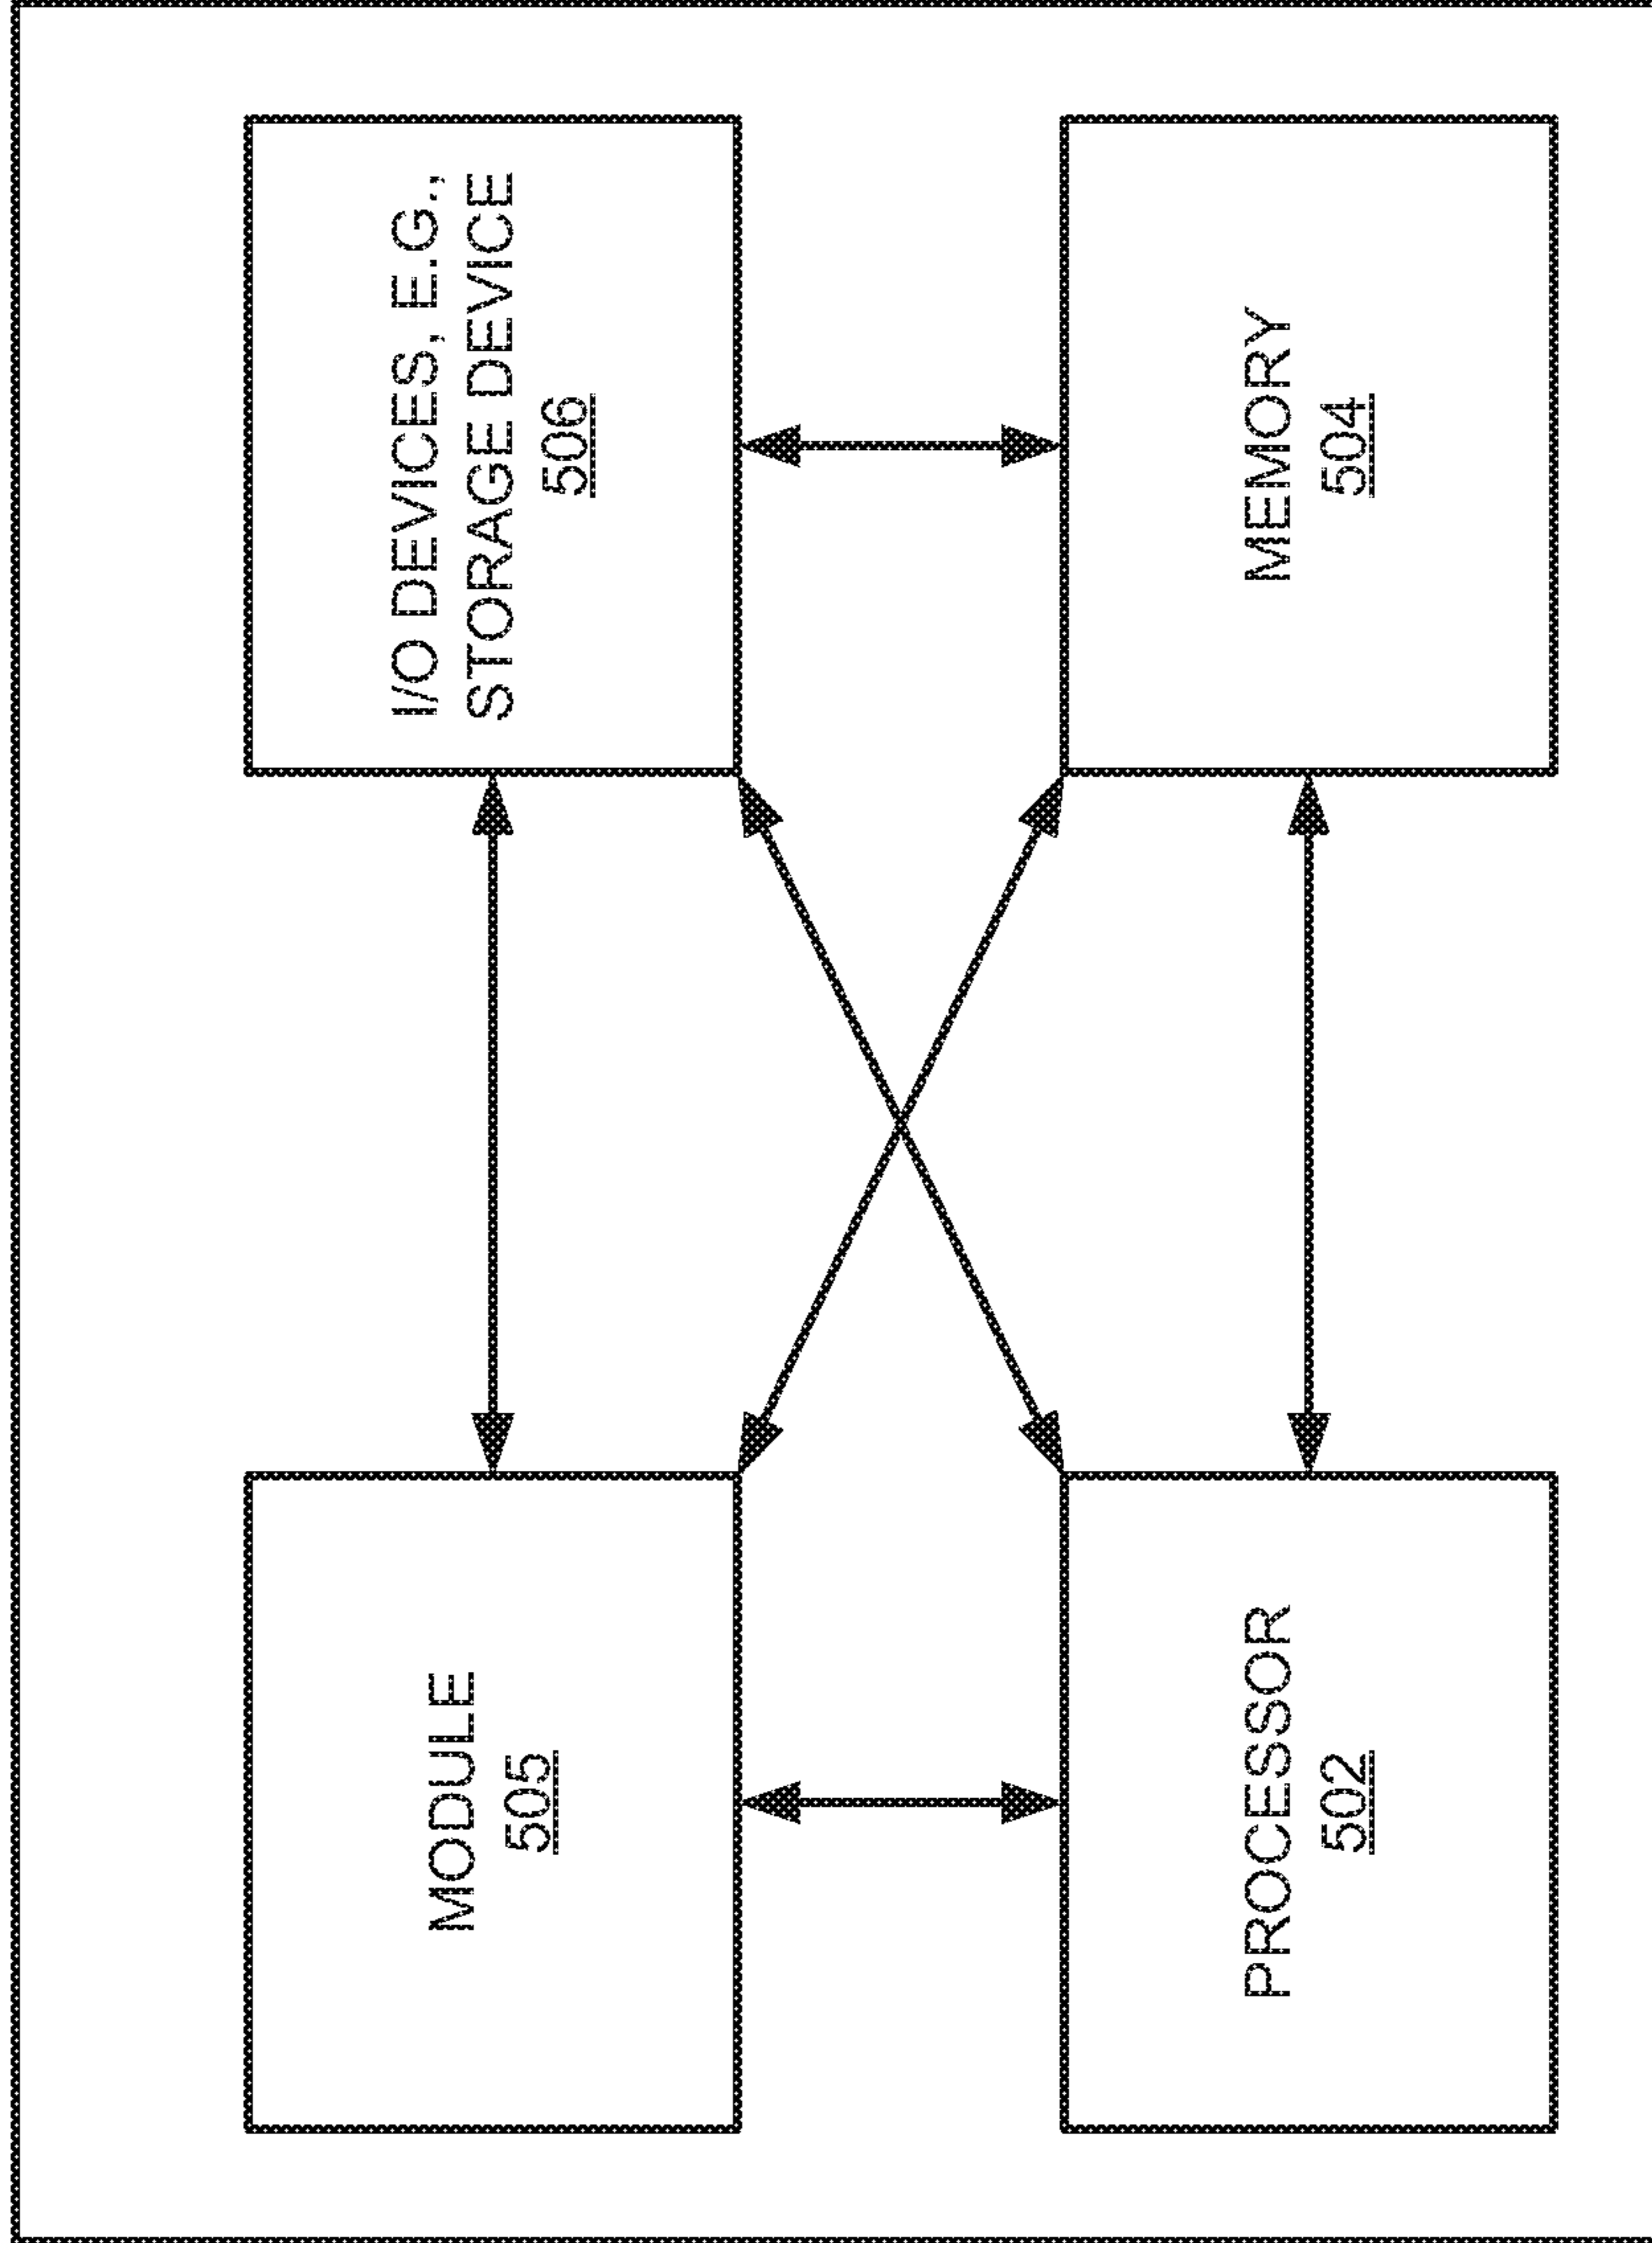 MODULE
505
I/O DEVICES, E.G.,
STORAGE DEVICE
506
PROCESSOR
502
MEMORY
504